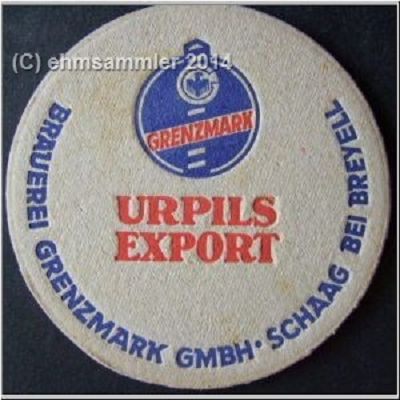 (C) ehmsammler 2014
GRENZMARK
URPILS
EXPORT
BRAUEREI GRENZMARK GMBH · SCHAAG BEI BREYELL